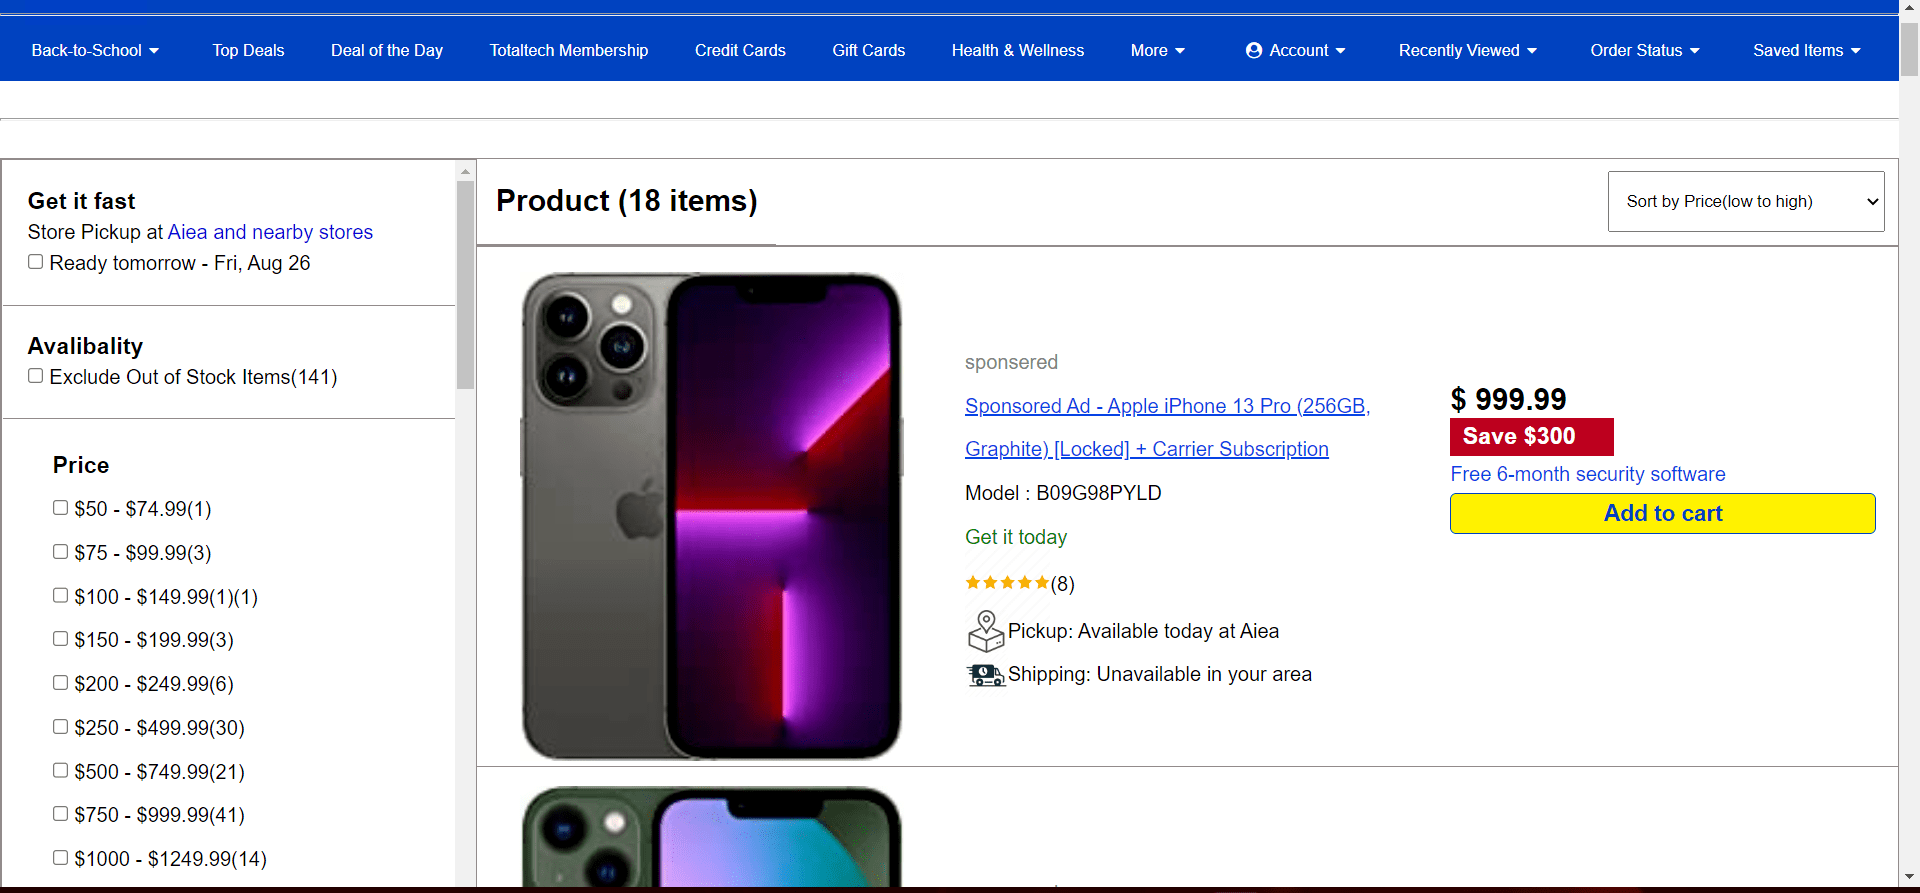 Back-to-School Top Deals Deal of the Day Totaltech Membership Credit Cards Gift Cards Health & Wellness More Account Recently Viewed Order Status Saved Items
Get it fast
Store Pickup at Aiea and nearby stores
Ready tomorrow - Fri, Aug 26
Avalibality
Exclude Out of Stock Items(141)
Price
$50 - $74.99(1)
$75 - $99.99(3)
$100 - $149.99(1)(1)
$150 - $199.99(3)
$200 - $249.99(6)
$250 - $499.99(30)
$500 - $749.99(21)
$750 - $999.99(41)
$1000 - $1249.99(14)
Product (18 items)
Sort by Price(low to high)
sponsered
Sponsored Ad - Apple iPhone 13 Pro (256GB,
Graphite) [Locked] + Carrier Subscription
Model : B09G98PYLD
Get it today
(8)
Pickup: Available today at Aiea
Shipping: Unavailable in your area
$ 999.99
Save $300
Free 6-month security software
Add to cart